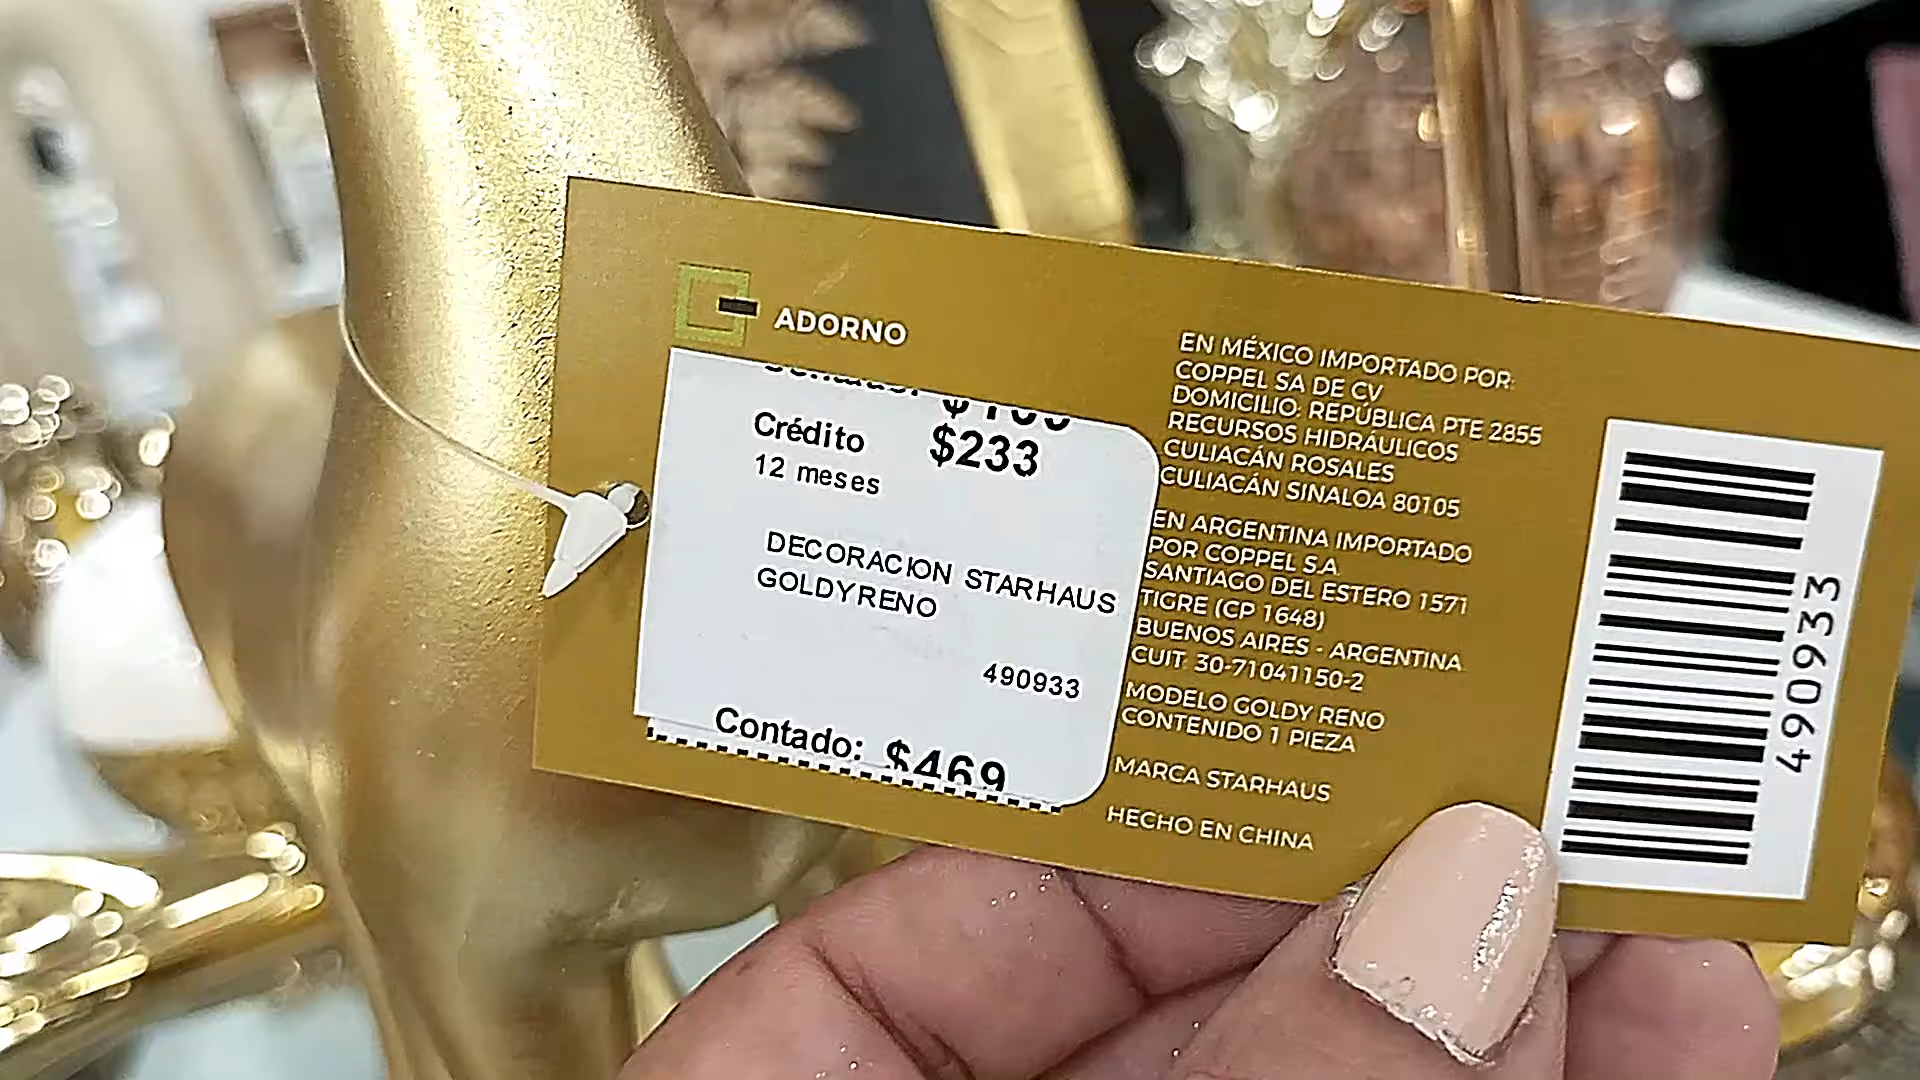 ADORNO
Crédito $233
12 meses
DECORACION STARHAUS
GOLDYRENO
490933
Contado: $469
EN MÉXICO IMPORTADO POR:
COPPEL SA DE CV
DOMICILIO: REPÚBLICA PTE 2855
RECURSOS HIDRÁULICOS
CULIACÁN ROSALES
CULIACÁN SINALOA 80105
EN ARGENTINA IMPORTADO
POR COPPEL S.A
SANTIAGO DEL ESTERO 1571
TIGRE (CP 1648)
BUENOS AIRES - ARGENTINA
CUIT: 30-71041150-2
MODELO GOLDY RENO
CONTENIDO 1 PIEZA
MARCA STARHAUS
HECHO EN CHINA
490933